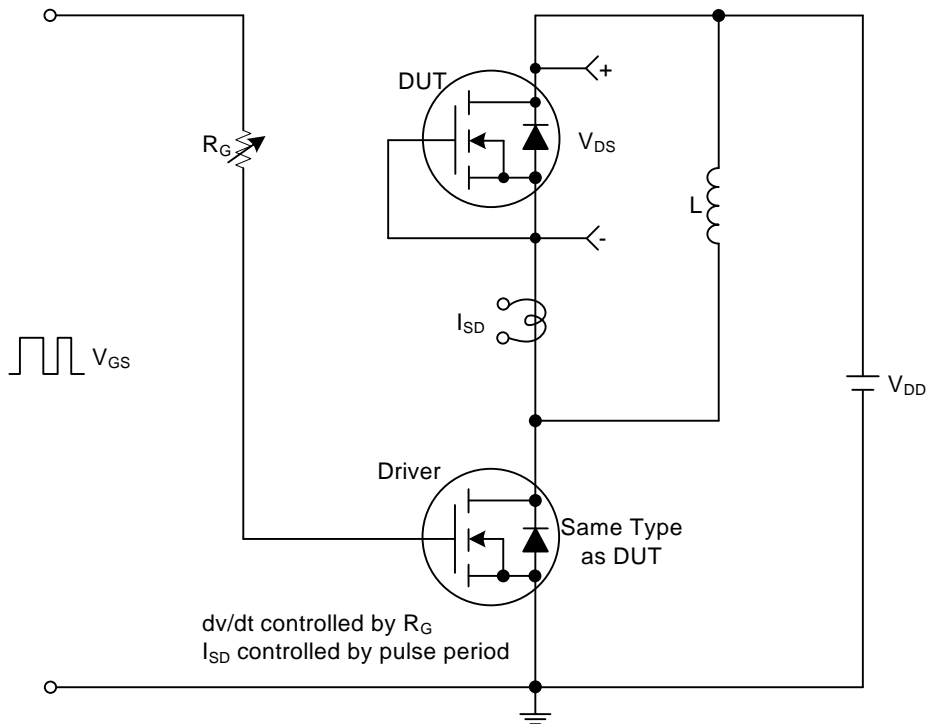 DUT
+
R_G
V_DS
L
-
I_SD
V_GS
V_DD
Driver
Same Type
as DUT
dv/dt controlled by R_G
I_SD controlled by pulse period